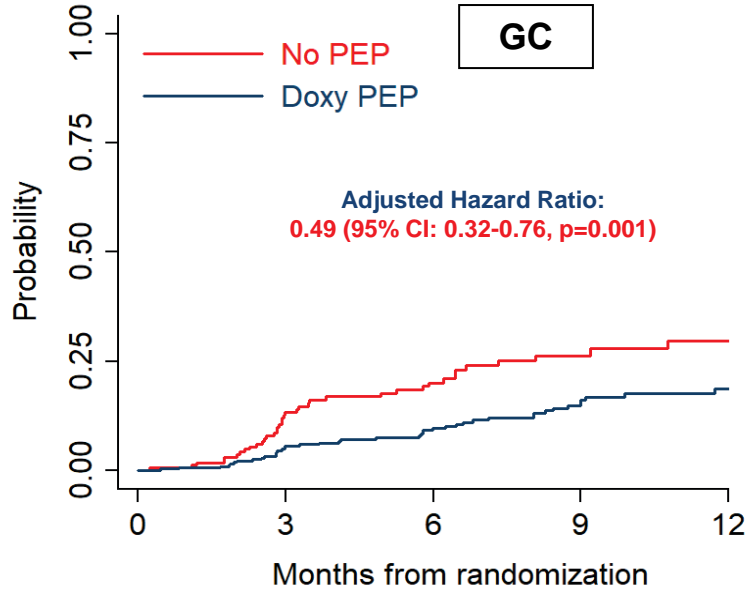 GC
No PEP
Doxy PEP
Adjusted Hazard Ratio:
0.49 (95% CI: 0.32-0.76, p=0.001)
Probability
1.00
0.75
0.50
0.25
0.00
0 3 6 9 12
Months from randomization